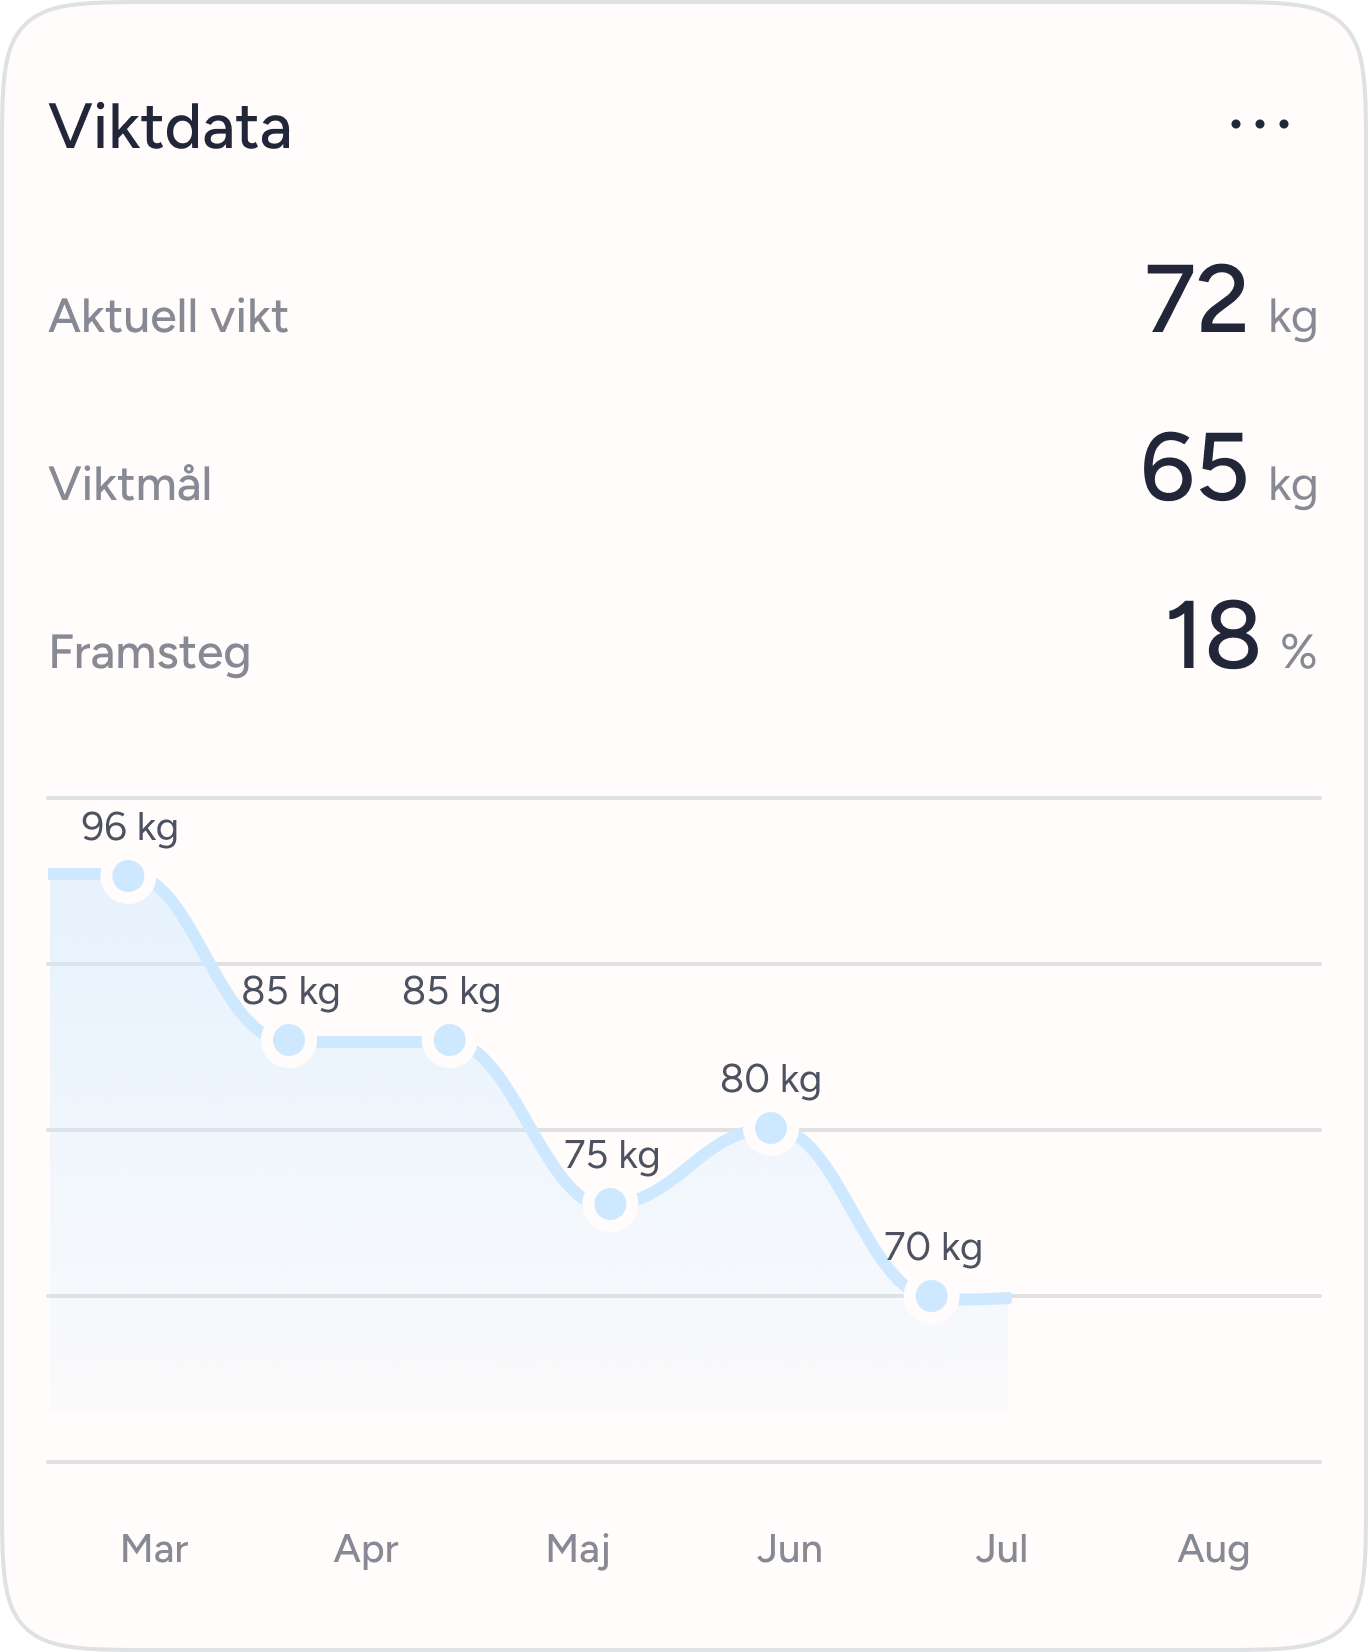 Viktdata
Aktuell vikt 72 kg
Viktmål 65 kg
Framsteg 18 %
96 kg
85 kg 85 kg
80 kg
75 kg
70 kg
Mar Apr Maj Jun Jul Aug